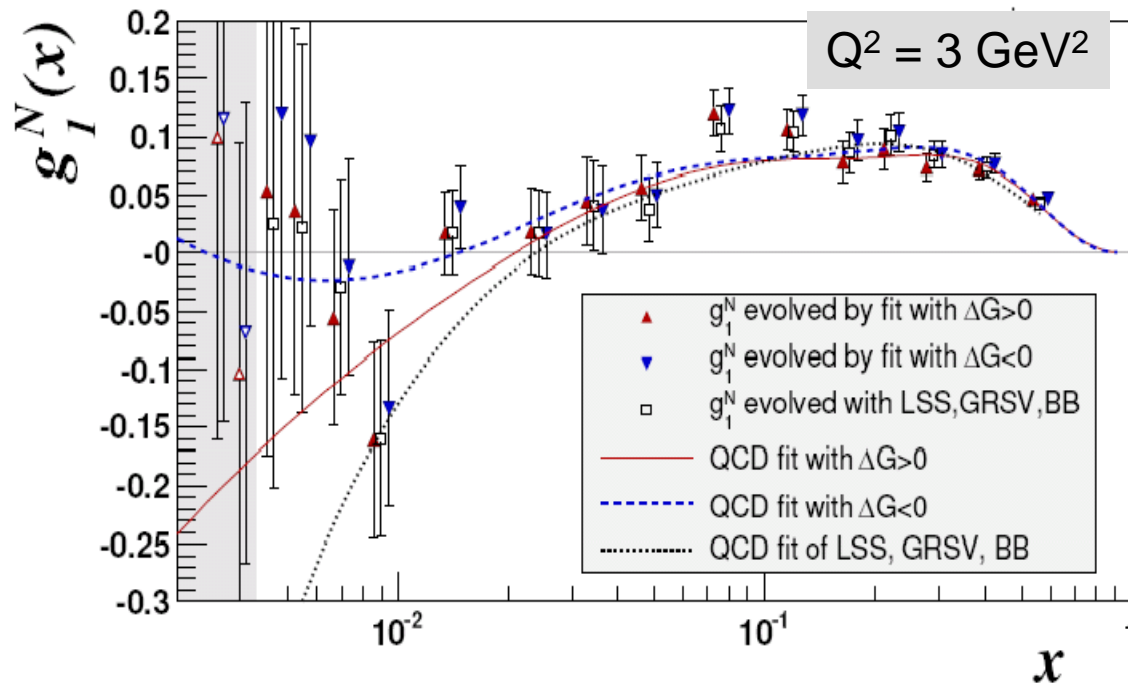 Q² = 3 GeV²
g₁ᴺ(x)
0.2
0.15
0.1
0.05
-0
-0.05
-0.1
-0.15
-0.2
-0.25
-0.3
g₁ᴺ evolved by fit with ΔG>0
g₁ᴺ evolved by fit with ΔG<0
g₁ᴺ evolved with LSS,GRSV,BB
QCD fit with ΔG>0
QCD fit with ΔG<0
QCD fit of LSS, GRSV, BB
10⁻² 10⁻¹
x